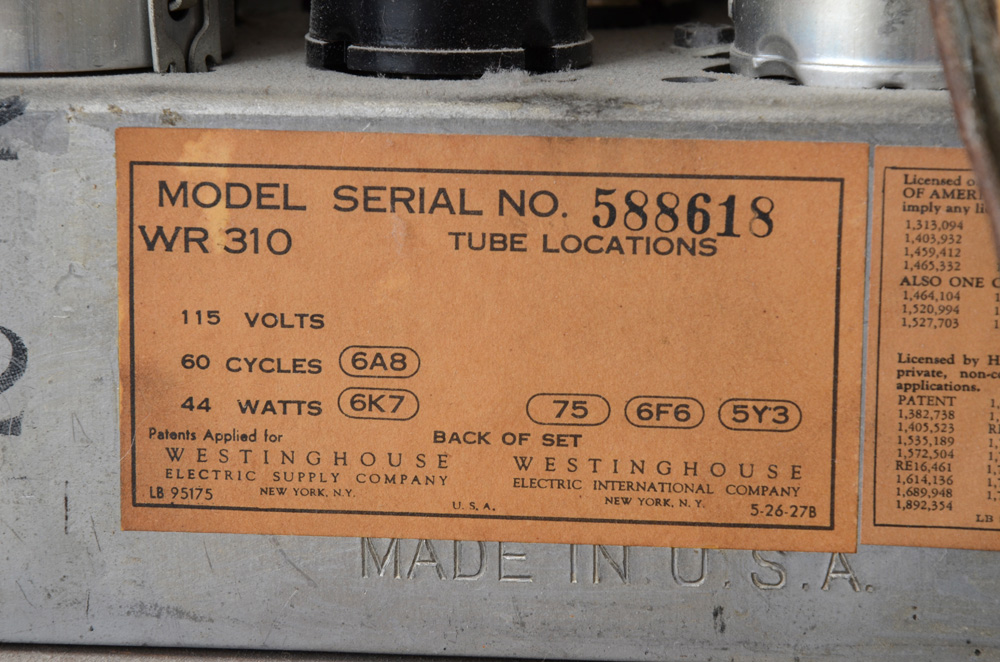 MODEL SERIAL NO. 588618
WR 310
TUBE LOCATIONS
115 VOLTS
60 CYCLES 6A8
44 WATTS 6K7 75 6F6 5Y3
Patents Applied for
BACK OF SET
WESTINGHOUSE
ELECTRIC SUPPLY COMPANY
NEW YORK, N.Y.
LB 95175
U.S.A.
WESTINGHOUSE
ELECTRIC INTERNATIONAL COMPANY
NEW YORK, N. Y.
5-26-27B
Licensed
OF AMER
imply any li
1,313,094
1,403,932
1,459,412
1,465,332
ALSO ONE
1,464,104
1,520,994
1,527,703
Licensed by H
private, non-c
applications.
PATENT
1,382,738
1,405,523
1,535,189
1,572,504
RE16,461
1,614,136
1,689,948
1,892,354
LB
MADE IN U.S.A.